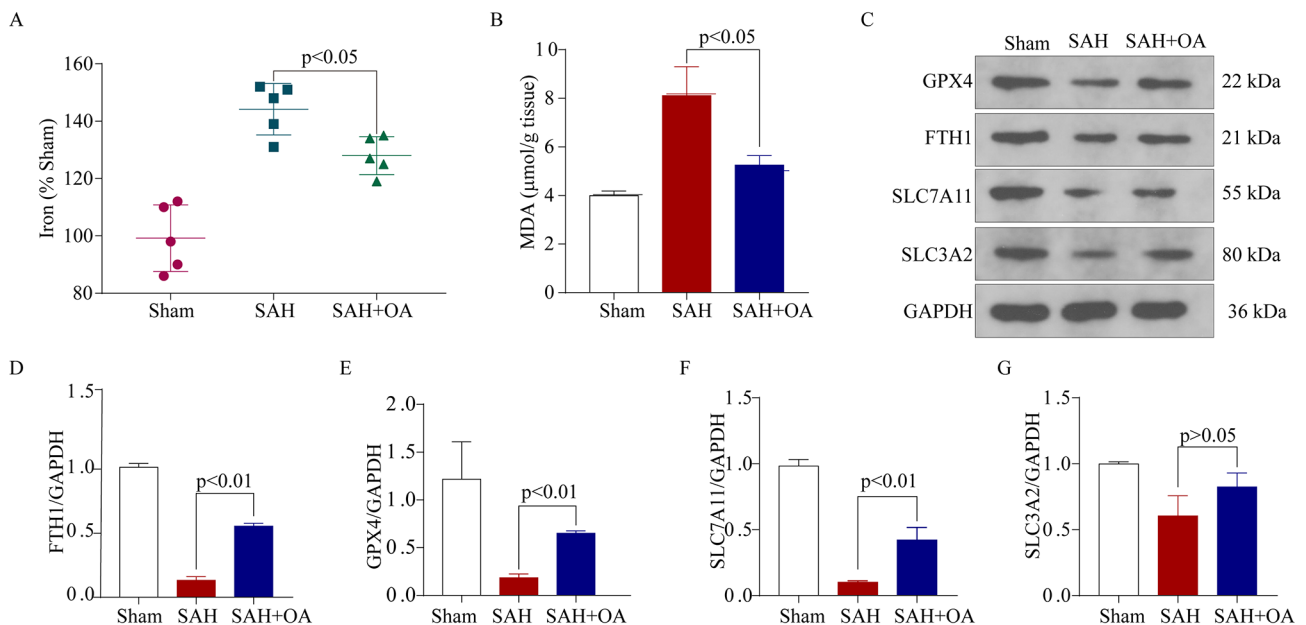 A
Iron (% Sham)
160
140
120
100
80
p<0.05
Sham
SAH
SAH+OA
B
MDA (μmol/g tissue)
10
8
6
4
2
0
p<0.05
Sham
SAH
SAH+OA
C
Sham
SAH
SAH+OA
GPX4
22 kDa
FTH1
21 kDa
SLC7A11
55 kDa
SLC3A2
80 kDa
GAPDH
36 kDa
D
FTH1/GAPDH
1.5
1.0
0.5
0.0
p<0.01
Sham
SAH
SAH+OA
E
GPX4/GAPDH
2.0
1.5
1.0
0.5
0.0
p<0.01
Sham
SAH
SAH+OA
F
SLC7A11/GAPDH
1.5
1.0
0.5
0.0
p<0.01
Sham
SAH
SAH+OA
G
SLC3A2/GAPDH
1.5
1.0
0.5
0.0
p>0.05
Sham
SAH
SAH+OA